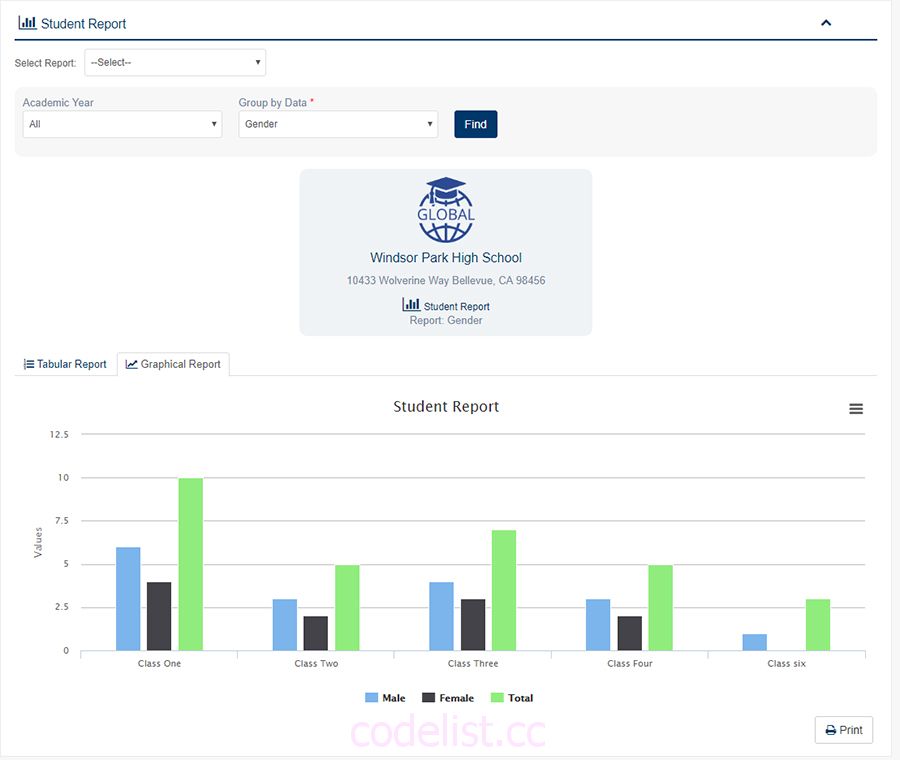 Student Report
Select Report: --Select--
Academic Year Group by Data *
All Gender Find
GLOBAL
Windsor Park High School
10433 Wolverine Way Bellevue, CA 98456
Student Report
Report: Gender
Tabular Report Graphical Report
Student Report
12.5
10
7.5
5
2.5
0
Values
Class One Class Two Class Three Class Four Class six
Male Female Total
codelist.cc
Print